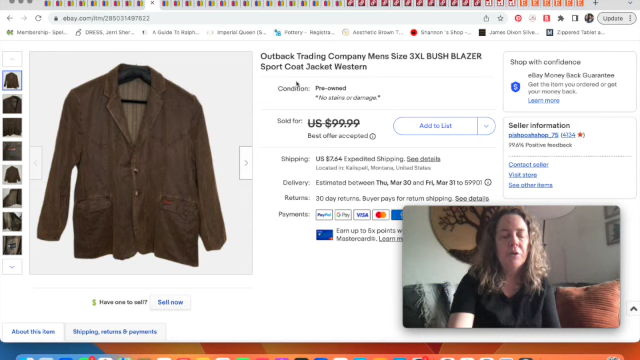 ebay.com/itm/285031497622
Update
Membership- Spel...
DRESS, Jerri Sher...
A Guide To Ralph...
Imperial Queen (S...
Pottery - Registra...
Aesthetic Brown T...
Shannon 's Shop -...
James Dixon Silve...
Zippered Tablet a...
Outback Trading Company Mens Size 3XL BUSH BLAZER
Sport Coat Jacket Western
Condition: Pre-owned
"No stains or damage."
Sold for: US $99.99
Best offer accepted
Add to List
Shipping: US $7.64 Expedited Shipping. See details
Located in: Kalispell, Montana, United States
Delivery: Estimated between Thu, Mar 30 and Fri, Mar 31 to 59901
Returns: 30 day returns. Buyer pays for return shipping. See details
Payments: PayPal G Pay VISA
Earn up to 5x points w
Mastercard®. Learn m
Shop with confidence
eBay Money Back Guarantee
Get the item you ordered or get
your money back.
Learn more
Seller information
pishposhshop_75 (4134 ★)
99.6% Positive feedback
Contact seller
Visit store
See other items
$ Have one to sell? Sell now
About this item
Shipping, returns & payments